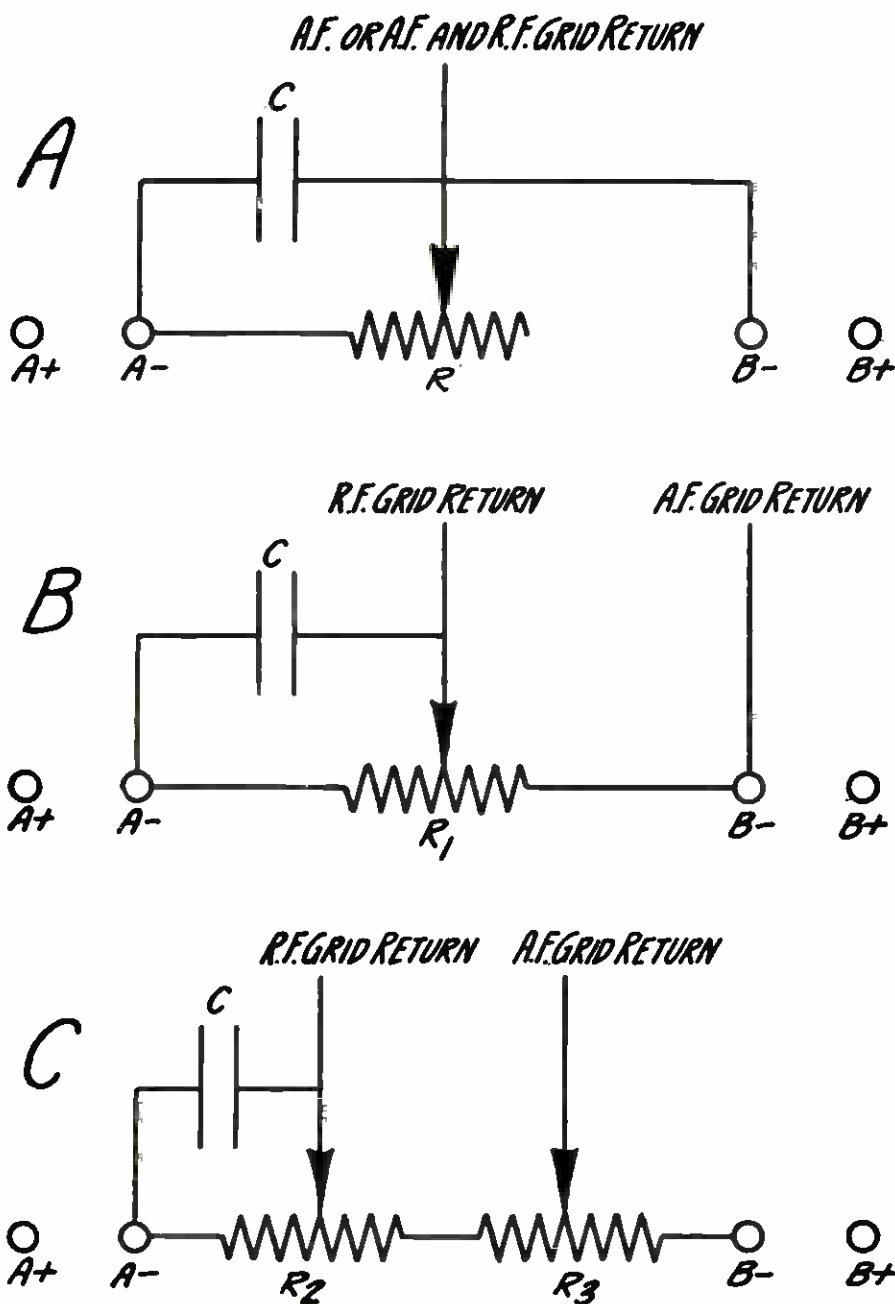 A.F. OR A.F. AND R.F. GRID RETURN
C
A
A+ A- R B- B+
R.F. GRID RETURN A.F. GRID RETURN
C
B
A+ A- R1 B- B+
R.F. GRID RETURN A.F. GRID RETURN
C
C
A+ A- R2 R3 B- B+